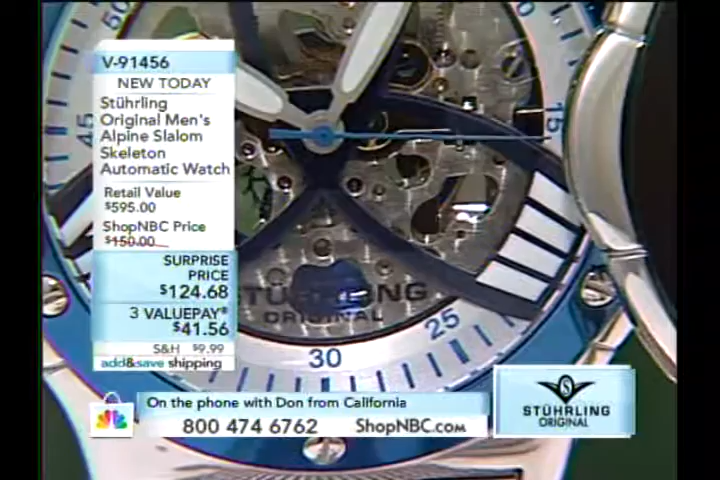 V-91456
NEW TODAY
Stührling
Original Men's
Alpine Slalom
Skeleton
Automatic Watch
Retail Value
$595.00
ShopNBC Price
$150.00
SURPRISE
PRICE
$124.68
3 VALUEPAY®
$41.56
S&H $9.99
add&save shipping
50
45
15
STÜHRLING
ORIGINAL
25
30
On the phone with Don from California
800 474 6762 ShopNBC.com
S
STÜHRLING
ORIGINAL